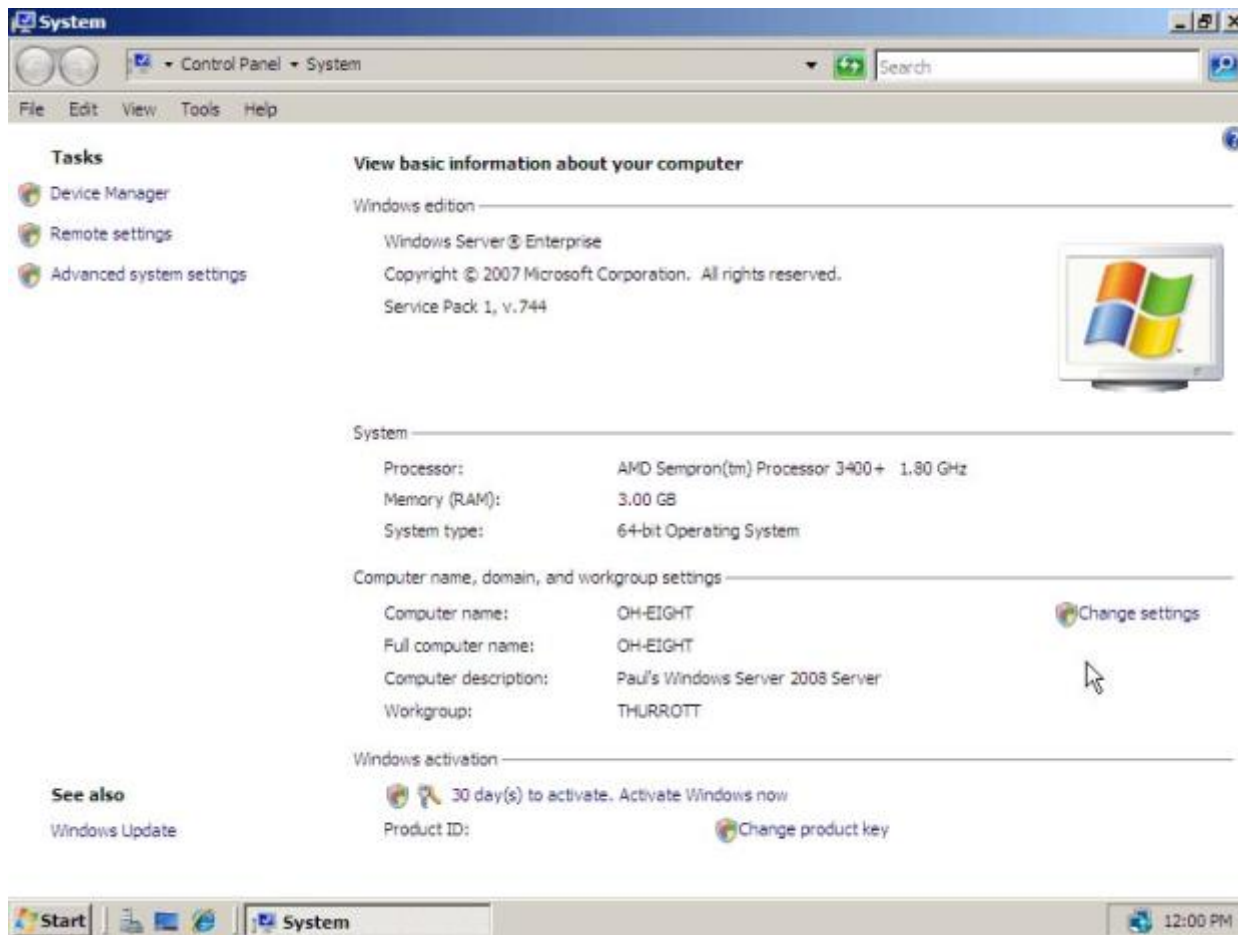 System
Control Panel System
Search
File Edit View Tools Help
Tasks
Device Manager
Remote settings
Advanced system settings
View basic information about your computer
Windows edition
Windows Server® Enterprise
Copyright © 2007 Microsoft Corporation. All rights reserved.
Service Pack 1, v.744
System
Processor: AMD Sempron(tm) Processor 3400+ 1.80 GHz
Memory (RAM): 3.00 GB
System type: 64-bit Operating System
Computer name, domain, and workgroup settings
Computer name: OH-EIGHT
Change settings
Full computer name: OH-EIGHT
Computer description: Paul's Windows Server 2008 Server
Workgroup: THURROTT
Windows activation
30 day(s) to activate. Activate Windows now
Product ID:
Change product key
See also
Windows Update
Start
System
12:00 PM